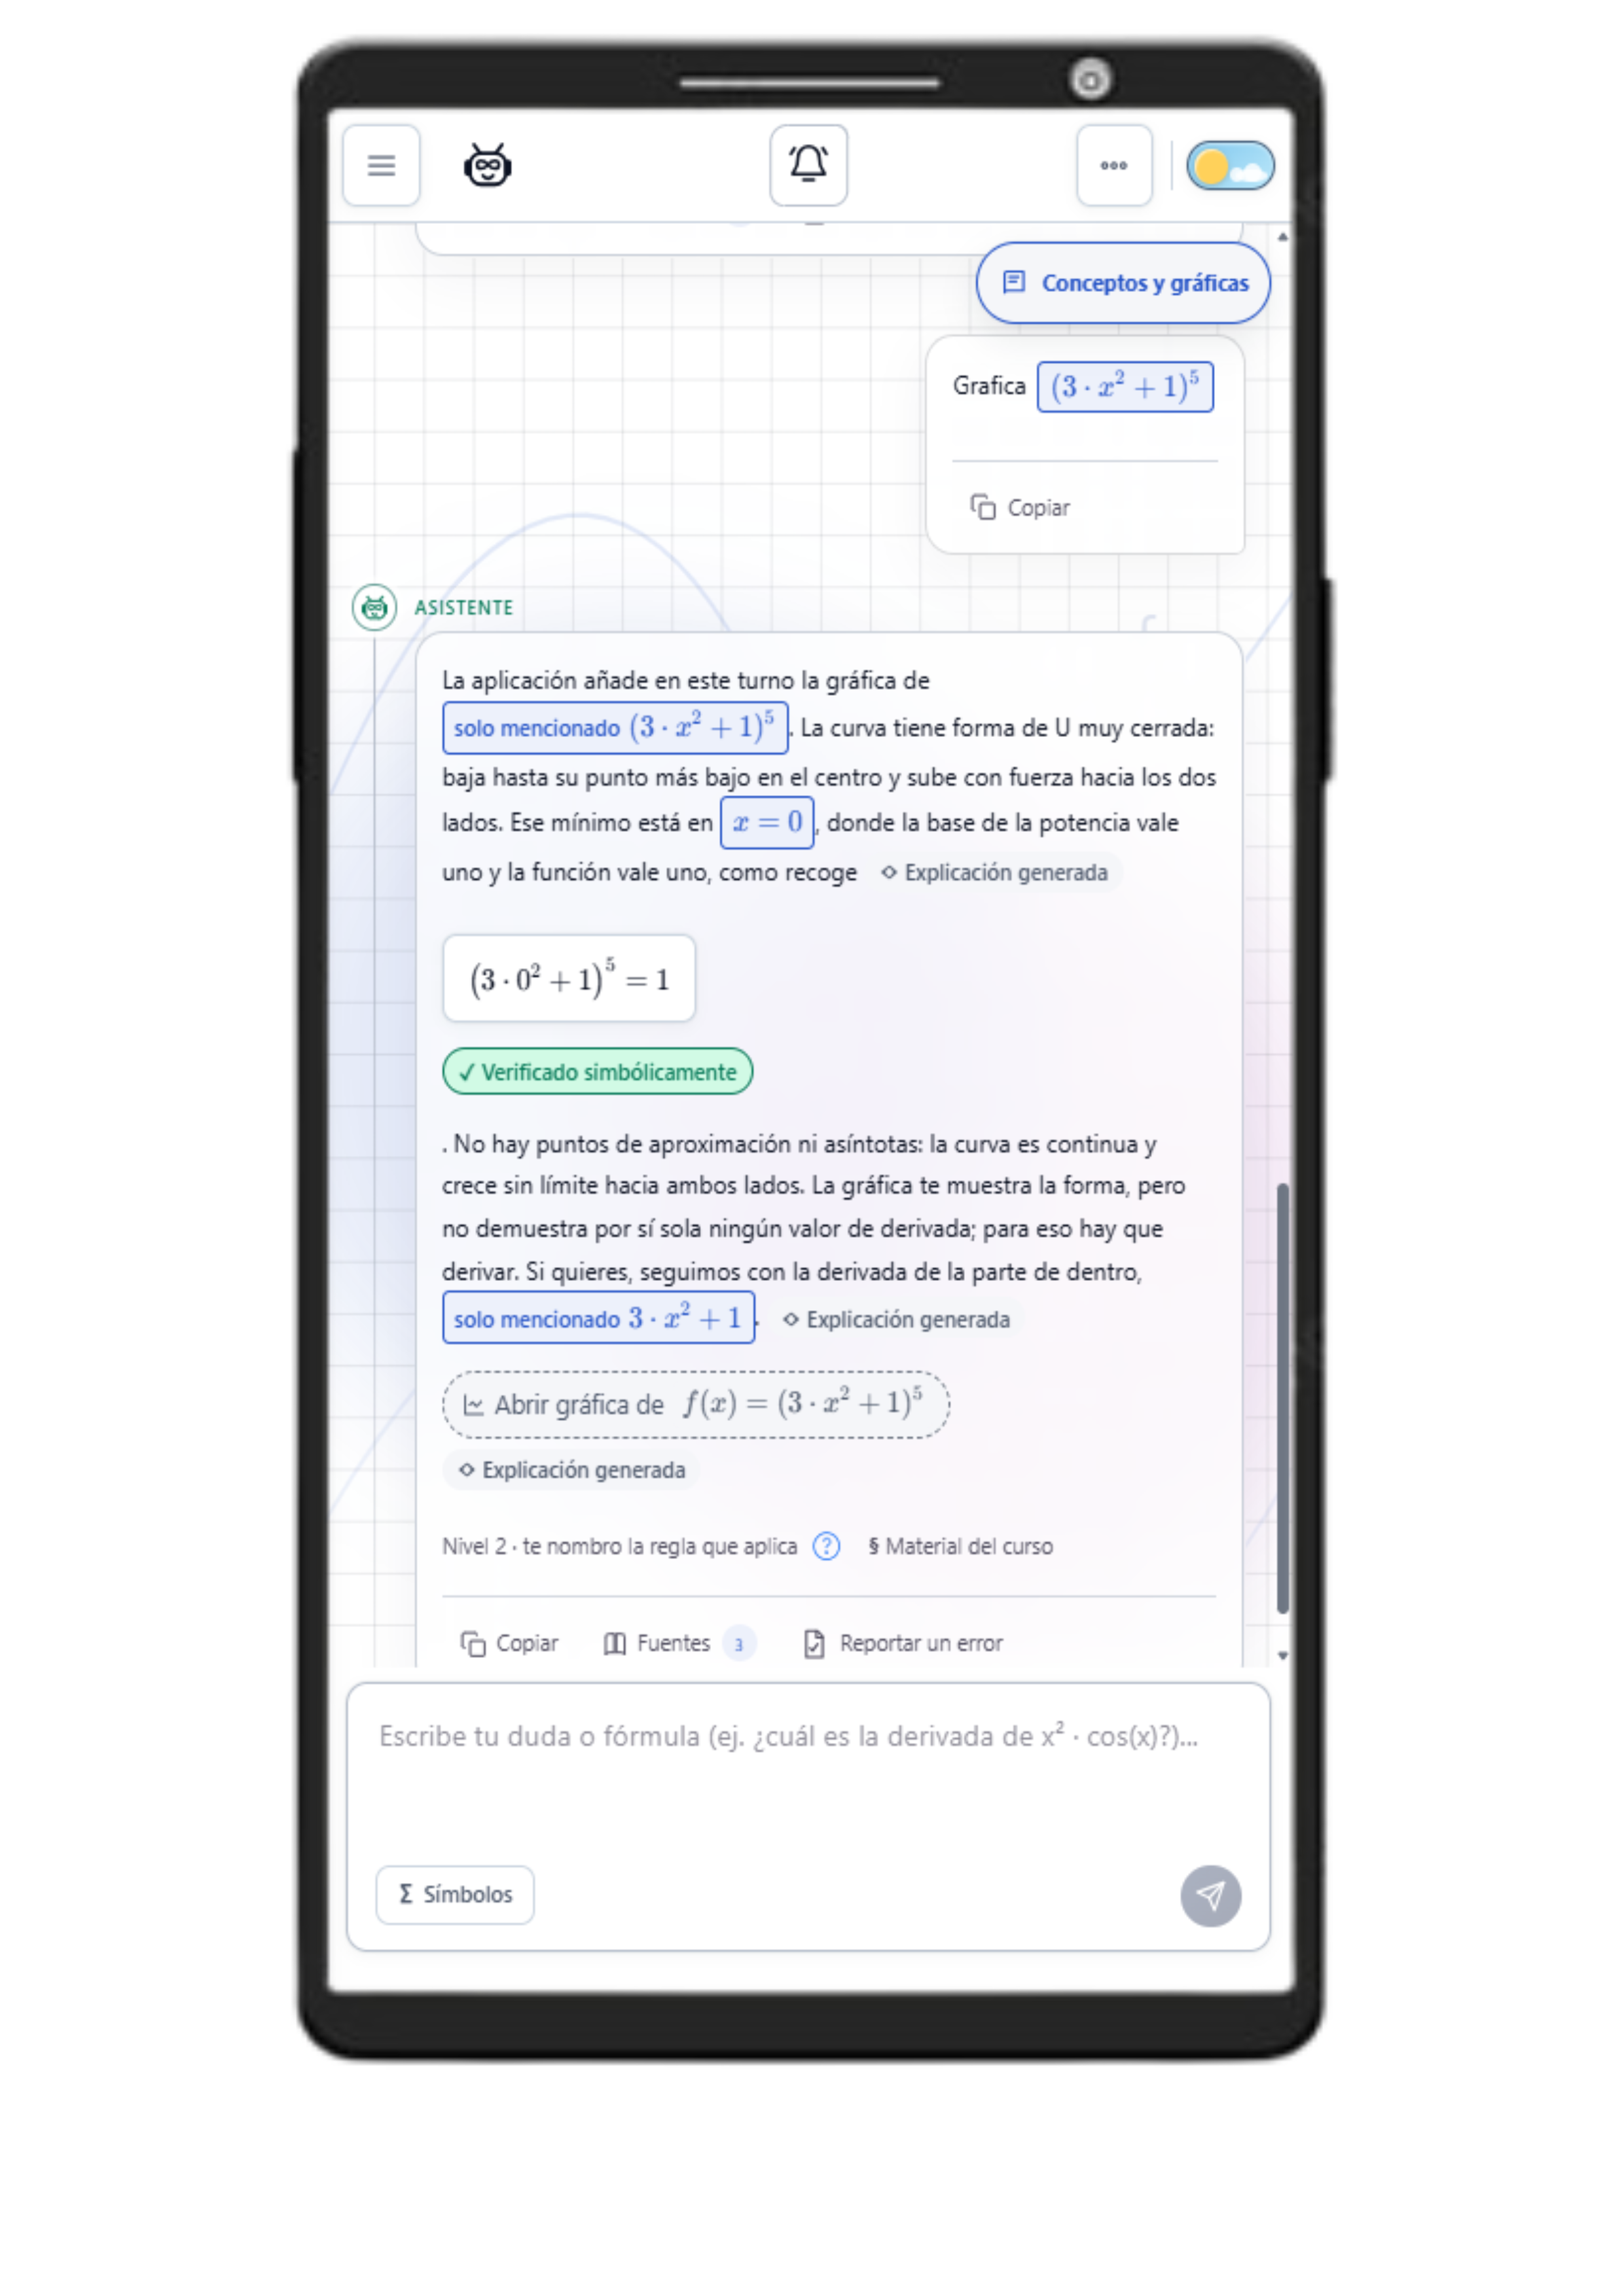 Conceptos y gráficas
Grafica (3 · x² + 1)⁵
Copiar
ASISTENTE
La aplicación añade en este turno la gráfica de
solo mencionado (3 · x² + 1)⁵. La curva tiene forma de U muy cerrada:
baja hasta su punto más bajo en el centro y sube con fuerza hacia los dos
lados. Ese mínimo está en x = 0, donde la base de la potencia vale
uno y la función vale uno, como recoge ◇ Explicación generada
(3 · 0² + 1)⁵ = 1
✓ Verificado simbólicamente
. No hay puntos de aproximación ni asíntotas: la curva es continua y
crece sin límite hacia ambos lados. La gráfica te muestra la forma, pero
no demuestra por sí sola ningún valor de derivada; para eso hay que
derivar. Si quieres, seguimos con la derivada de la parte de dentro,
solo mencionado 3 · x² + 1. ◇ Explicación generada
Abrir gráfica de f(x) = (3 · x² + 1)⁵
◇ Explicación generada
Nivel 2 · te nombro la regla que aplica ? § Material del curso
Copiar Fuentes 3 Reportar un error
Escribe tu duda o fórmula (ej. ¿cuál es la derivada de x² · cos(x)?)...
Σ Símbolos